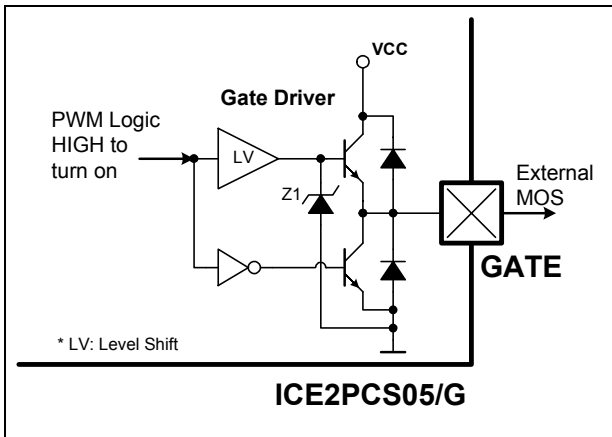 VCC
Gate Driver
PWM Logic
HIGH to
turn on
LV
Z1
External
MOS
GATE
* LV: Level Shift
ICE2PCS05/G